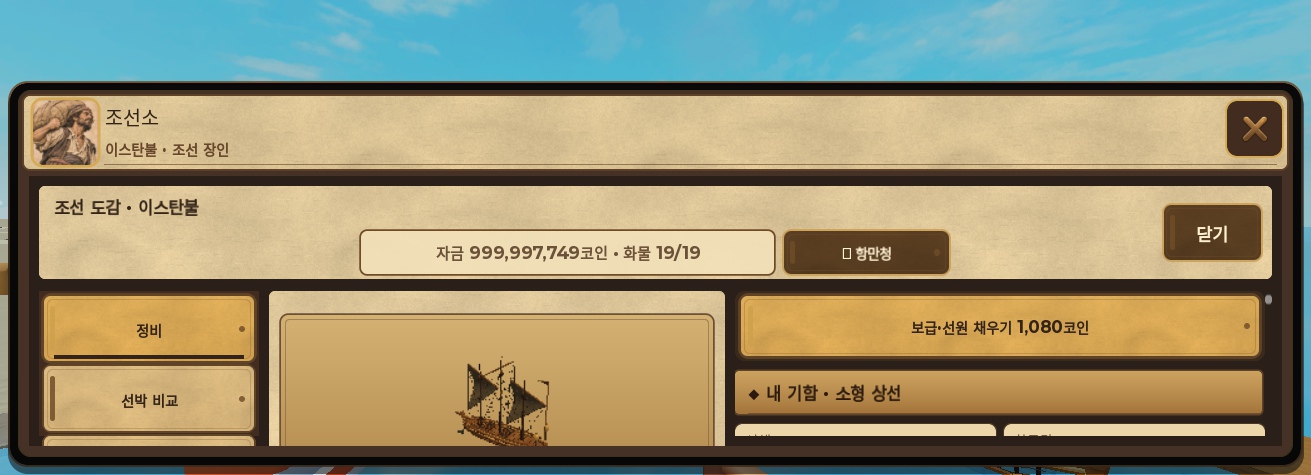 조선소
이스탄불 • 조선 장인
조선 도감 • 이스탄불
자금 999,997,749코인 • 화물 19/19
항만청
닫기
정비
선박 비교
보급·선원 채우기 1,080코인
◆ 내 기함 • 소형 상선